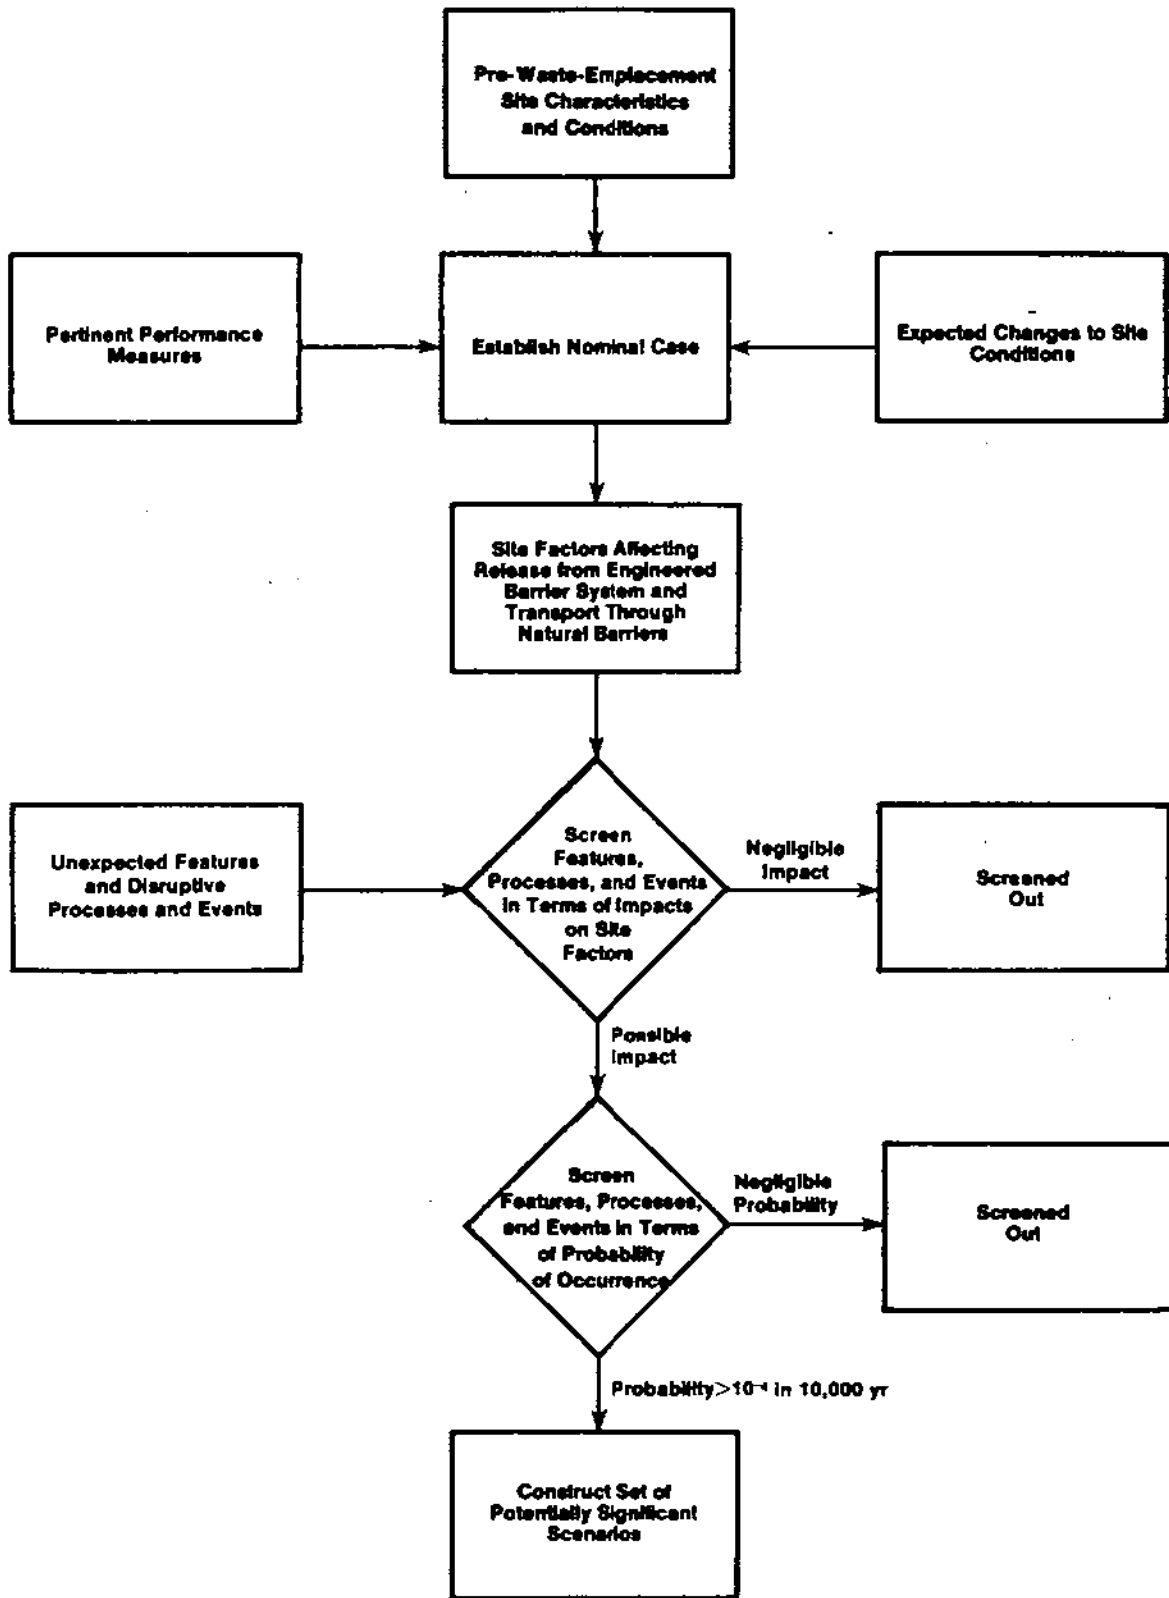 Pre-Waste-Emplacement
Site Characteristics
and Conditions
Pertinent Performance
Measures
Establish Nominal Case
Expected Changes to Site
Conditions
Site Factors Affecting
Release from Engineered
Barrier System and
Transport Through
Natural Barriers
Unexpected Features
and Disruptive
Processes and Events
Screen
Features,
Processes, and Events
in Terms of Impacts
on Site
Factors
Negligible
Impact
Screened
Out
Possible
Impact
Screen
Features, Processes,
and Events in Terms
of Probability
of Occurrence
Negligible
Probability
Screened
Out
Probability>10⁻⁴ in 10,000 yr
Construct Set of
Potentially Significant
Scenarios